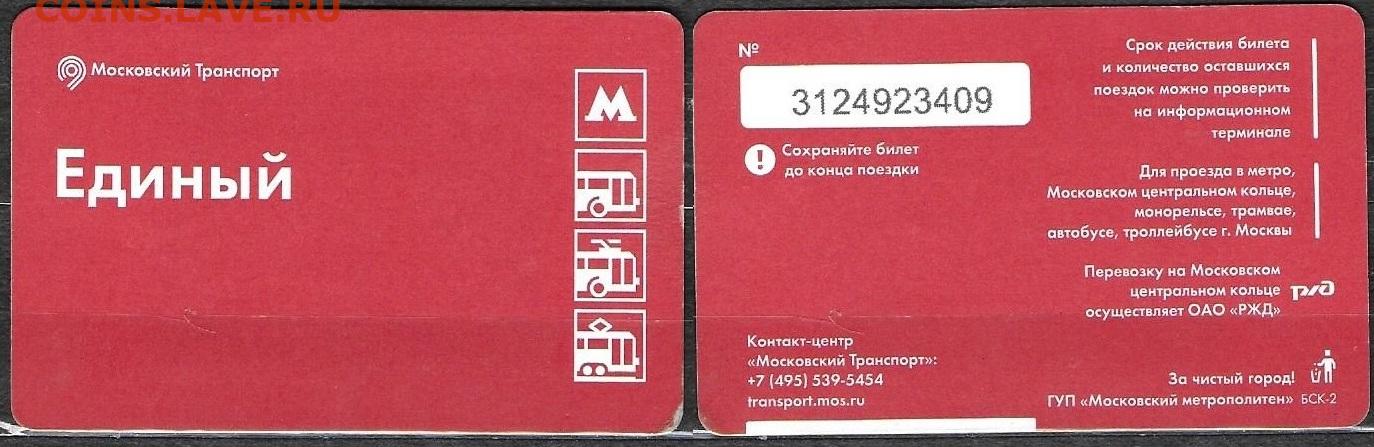 COINS.LAVE.RU
Московский Транспорт
Единый
М
№
3124923409
Сохраняйте билет
до конца поездки
Срок действия билета
и количество оставшихся
поездок можно проверить
на информационном
терминале
Для проезда в метро,
Московском центральном кольце,
монорельсе, трамвае,
автобусе, троллейбусе г. Москвы
Перевозку на Московском
центральном кольце
осуществляет ОАО «РЖД»
РЖД
Контакт-центр
«Московский Транспорт»:
+7 (495) 539-5454
transport.mos.ru
За чистый город!
ГУП «Московский метрополитен» БСК-2